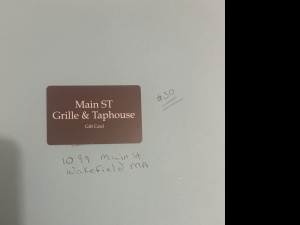 Main ST
Grille & Taphouse
Gift Card
$50
1099 Main St
Wakefield MA